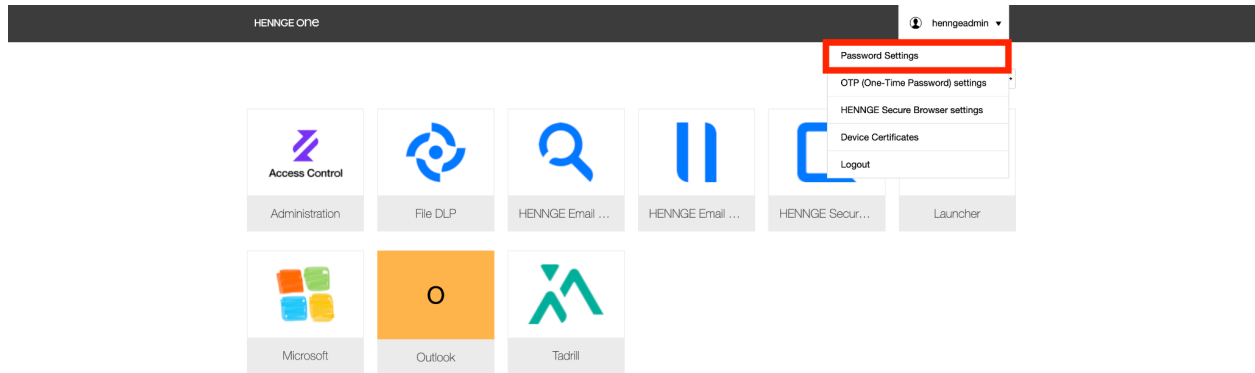 HENNGE one
henngeadmin
Password Settings
OTP (One-Time Password) settings
HENNGE Secure Browser settings
Device Certificates
Logout
Access Control
Administration
File DLP
HENNGE Email ...
HENNGE Email ...
HENNGE Secur...
Launcher
O
Microsoft
Outlook
Tadrill